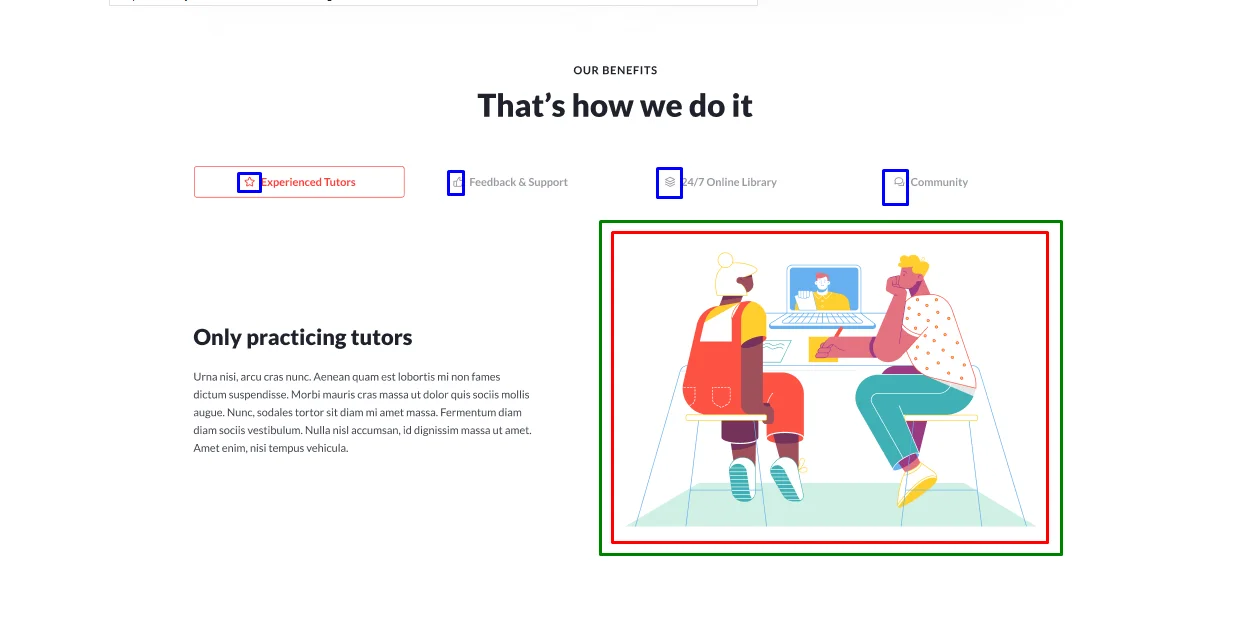 OUR BENEFITS
That's how we do it
Experienced Tutors
Feedback & Support
24/7 Online Library
Community
Only practicing tutors
Urna nisi, arcu cras nunc. Aenean quam est lobortis mi non fames
dictum suspendisse. Morbi mauris cras massa ut dolor quis sociis mollis
augue. Nunc, sodales tortor sit diam mi amet massa. Fermentum diam
diam sociis vestibulum. Nulla nisl accumsan, id dignissim massa ut amet.
Amet enim, nisi tempus vehicula.